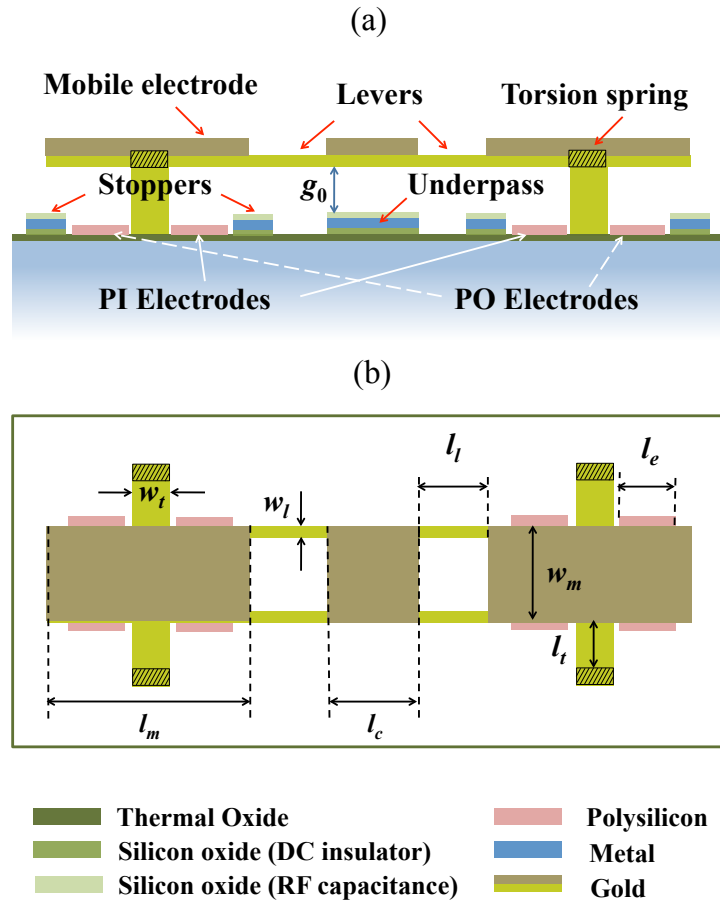 (a)
Mobile electrode
Levers
Torsion spring
Stoppers
g0
Underpass
PI Electrodes
PO Electrodes
(b)
ll
le
wt
wl
wm
lt
lm
lc
Thermal Oxide
Polysilicon
Silicon oxide (DC insulator)
Metal
Silicon oxide (RF capacitance)
Gold